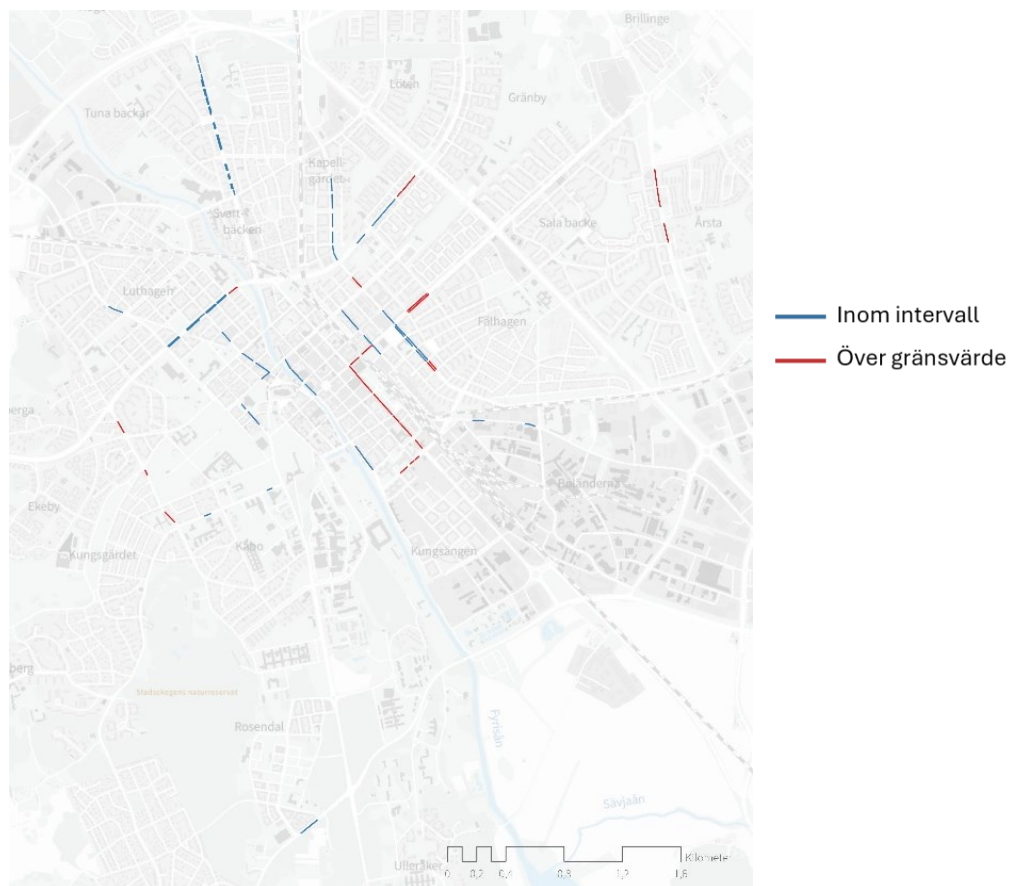 Brillinge
Löten
Gränby
Tuna backar
Kapell-
gärdet
Svart-
bäcken
Sala backe
Årsta
Luthagen
Fålhagen
Inom intervall
Över gränsvärde
berga
Boländerna
Ekeby
Kåbo
Kungsängen
Kungsgärdet
berg
Stadsskogens naturreservat
Rosendal
Fyrisån
Sävjaån
Ulleråker
Kilometer
0 0,2 0,4 0,8 1,2 1,6